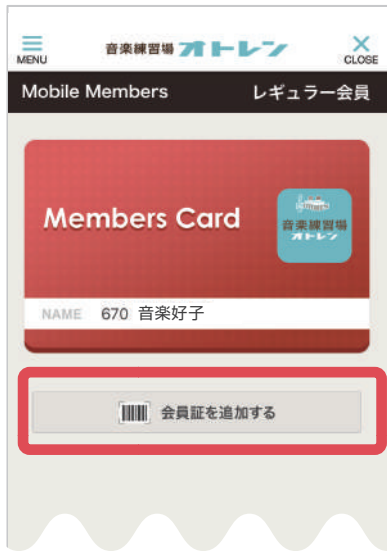 MENU
音楽練習場 オトレン
CLOSE
Mobile Members レギュラー会員
Members Card
音楽練習場
オトレン
NAME 670 音楽好子
会員証を追加する